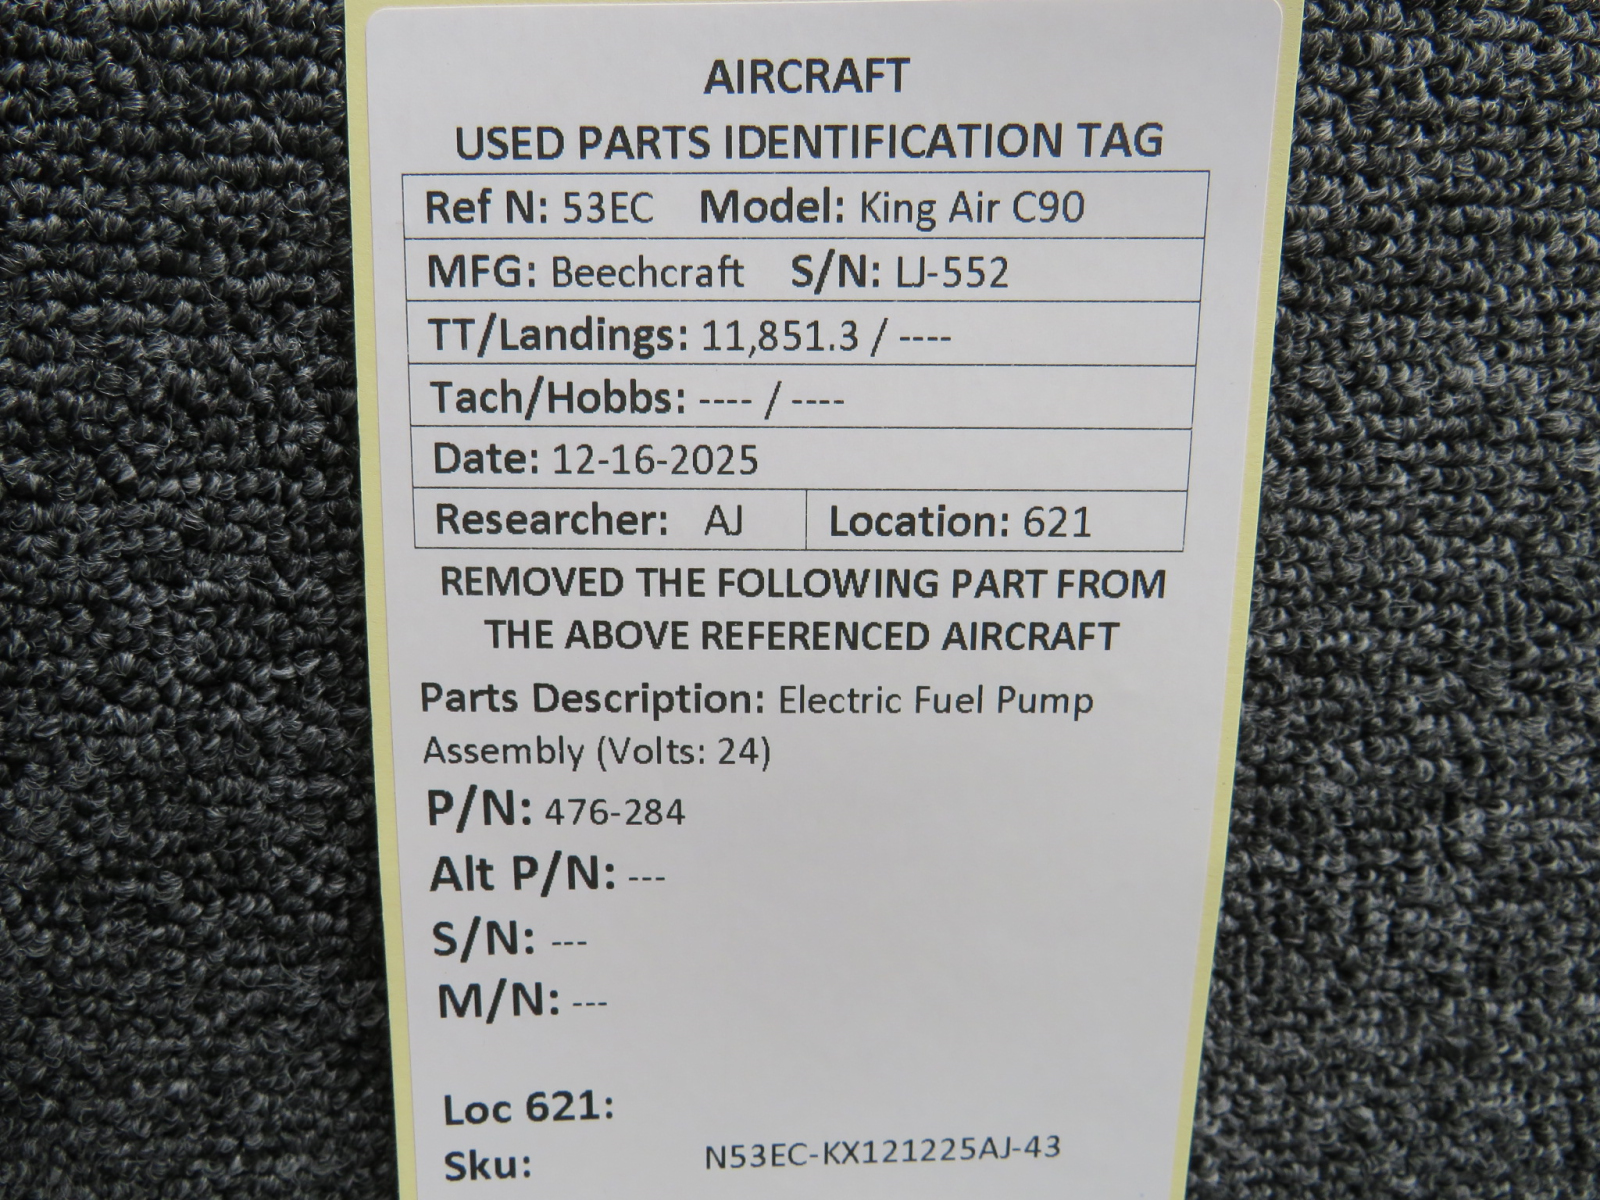 AIRCRAFT
USED PARTS IDENTIFICATION TAG
Ref N: 53EC Model: King Air C90
MFG: Beechcraft S/N: LJ-552
TT/Landings: 11,851.3 / ----
Tach/Hobbs: ---- / ----
Date: 12-16-2025
Researcher: AJ Location: 621
REMOVED THE FOLLOWING PART FROM
THE ABOVE REFERENCED AIRCRAFT
Parts Description: Electric Fuel Pump
Assembly (Volts: 24)
P/N: 476-284
Alt P/N: ---
S/N: ---
M/N: ---
Loc 621:
Sku: N53EC-KX121225AJ-43